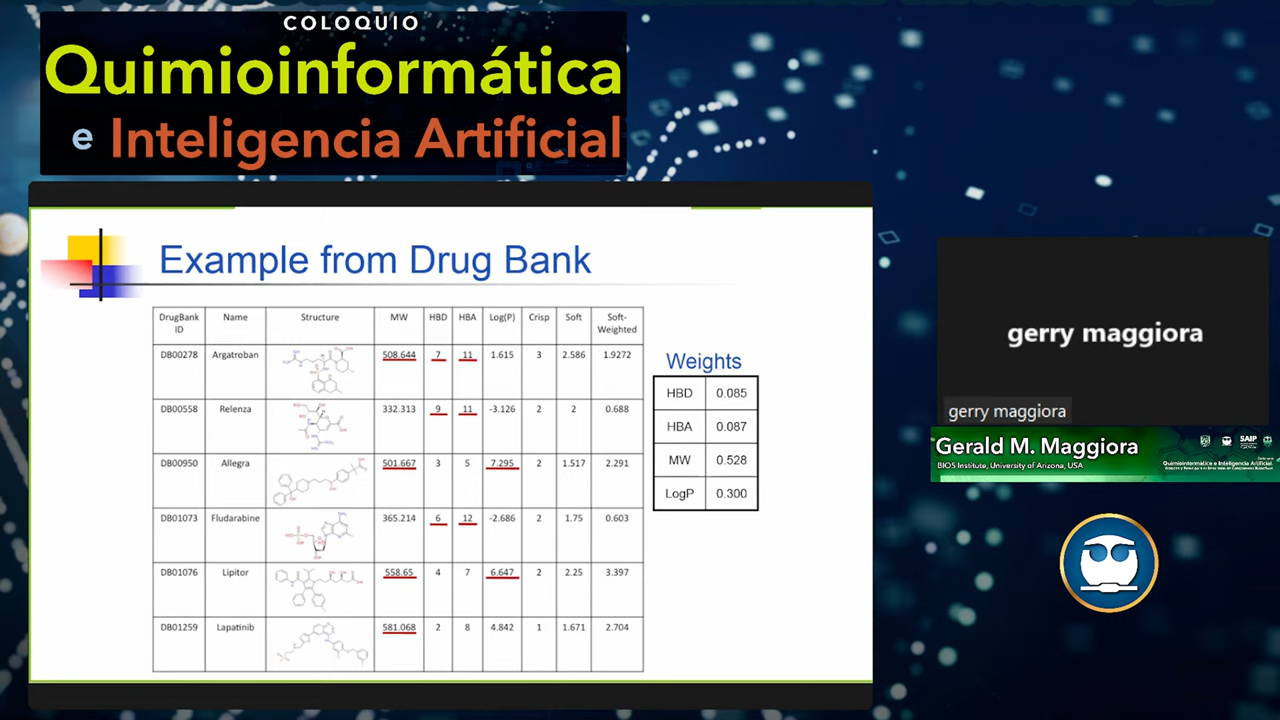 COLOQUIO
Quimioinformática
e Inteligencia Artificial
Example from Drug Bank
DrugBank ID Name Structure MW HBD HBA Log(P) Crisp Soft Soft-Weighted
DB00278 Argatroban 508.644 7 11 1.615 3 2.586 1.9272
DB00558 Relenza 332.313 9 11 -3.126 2 2 0.688
DB00950 Allegra 501.667 3 5 7.295 2 1.517 2.291
DB01073 Fludarabine 365.214 6 12 -2.686 2 1.75 0.603
DB01076 Lipitor 558.65 4 7 6.647 2 2.25 3.397
DB01259 Lapatinib 581.068 2 8 4.842 1 1.671 2.704
Weights
HBD 0.085
HBA 0.087
MW 0.528
LogP 0.300
gerry maggiora
gerry maggiora
Gerald M. Maggiora
BIOS Institute, University of Arizona, USA
SAIP
Quimioinformática e Inteligencia Artificial